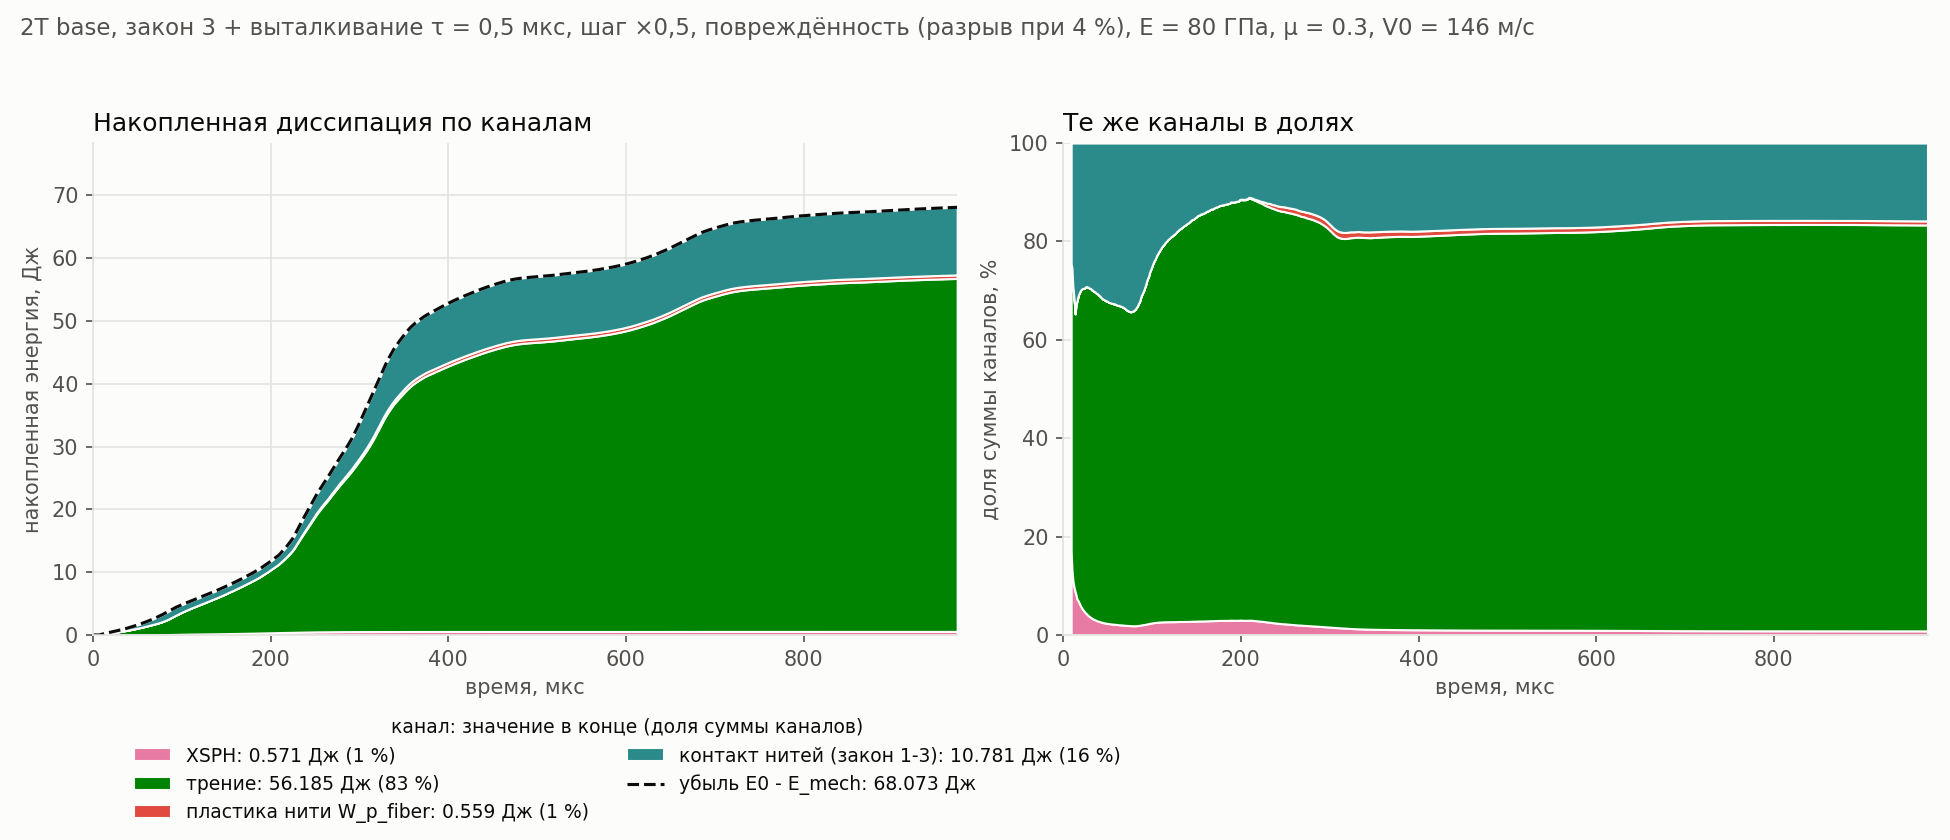 2T base, закон 3 + выталкивание τ = 0,5 мкс, шаг ×0,5, повреждённость (разрыв при 4 %), E = 80 ГПа, μ = 0.3, V0 = 146 м/с
Накопленная диссипация по каналам
накопленная энергия, Дж
70
60
50
40
30
20
10
0
0 200 400 600 800
время, мкс
Те же каналы в долях
доля суммы каналов, %
100
80
60
40
20
0
0 200 400 600 800
время, мкс
канал: значение в конце (доля суммы каналов)
XSPH: 0.571 Дж (1 %)
трение: 56.185 Дж (83 %)
пластика нити W_p_fiber: 0.559 Дж (1 %)
контакт нитей (закон 1-3): 10.781 Дж (16 %)
убыль E0 - E_mech: 68.073 Дж